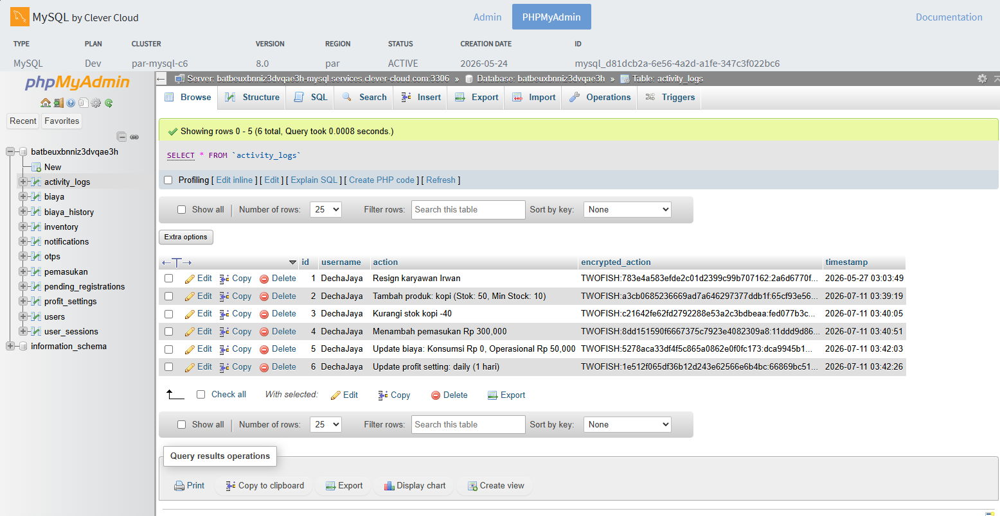 MySQL by Clever Cloud Admin PHPMyAdmin Documentation
TYPE PLAN CLUSTER VERSION REGION STATUS CREATION DATE ID
MySQL Dev par-mysql-c6 8.0 par ACTIVE 2026-05-24 mysql_d81dcb2a-6e56-4a2d-a1fe-347c3f022bc6
phpMyAdmin
Recent Favorites
batbeuxbnniz3dvqae3h
New
activity_logs
biaya
biaya_history
inventory
notifications
otps
pemasukan
pending_registrations
profit_settings
users
user_sessions
information_schema
Server: batbeuxbnniz3dvqae3h-mysql.services.clever-cloud.com:3306 » Database: batbeuxbnniz3dvqae3h » Table: activity_logs
Browse Structure SQL Search Insert Export Import Operations Triggers
Showing rows 0 - 5 (6 total, Query took 0.0008 seconds.)
SELECT * FROM `activity_logs`
Profiling [ Edit inline ] [ Edit ] [ Explain SQL ] [ Create PHP code ] [ Refresh ]
Show all | Number of rows: 25 Filter rows: Search this table Sort by key: None
Extra options
←T→ id username action encrypted_action timestamp
Edit Copy Delete 1 DechaJaya Resign karyawan Irwan TWOFISH:783e4a583efde2c01d2399c99b707162:2a6d6770f... 2026-05-27 03:03:49
Edit Copy Delete 2 DechaJaya Tambah produk: kopi (Stok: 50, Min Stock: 10) TWOFISH:a3cb0685236669ad7a646297377ddb1f:65cf93e56... 2026-07-11 03:39:19
Edit Copy Delete 3 DechaJaya Kurangi stok kopi -40 TWOFISH:c21642fe62fd2792288e53a2c3bdbeaa:fed077b3c... 2026-07-11 03:40:05
Edit Copy Delete 4 DechaJaya Menambah pemasukan Rp 300,000 TWOFISH:8dd151590f6667375c7923e4082309a8:11ddd9d86... 2026-07-11 03:40:51
Edit Copy Delete 5 DechaJaya Update biaya: Konsumsi Rp 0, Operasional Rp 50,000 TWOFISH:5278aca33df4f5c865a0862e0f0fc173:dca9945b1... 2026-07-11 03:42:03
Edit Copy Delete 6 DechaJaya Update profit setting: daily (1 hari) TWOFISH:1e512f065df36b12d243e62566e6b4bc:66869bc51... 2026-07-11 03:42:26
Check all With selected: Edit Copy Delete Export
Show all | Number of rows: 25 Filter rows: Search this table Sort by key: None
Query results operations
Print Copy to clipboard Export Display chart Create view